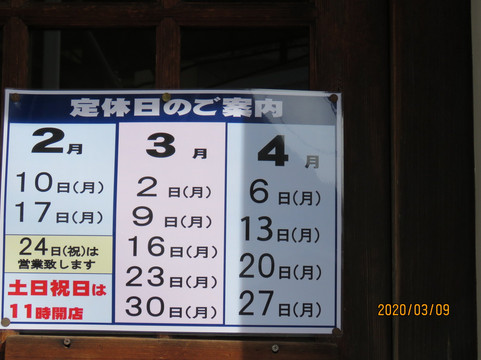 定休日のご案内
2月
10日(月)
17日(月)
24日(祝)は
営業致します
土日祝日は
11時開店
3月
2日(月)
9日(月)
16日(月)
23日(月)
30日(月)
4月
6日(月)
13日(月)
20日(月)
27日(月)
2020/03/09